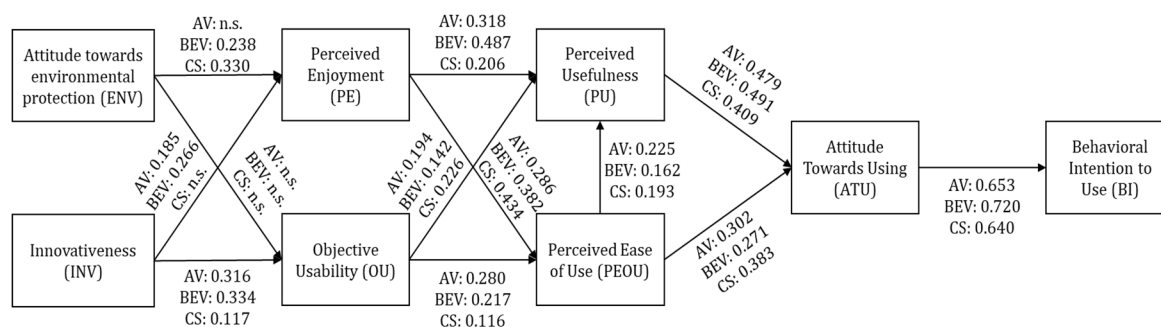 AV: n.s.
BEV: 0.238
CS: 0.330
AV: 0.318
BEV: 0.487
CS: 0.206
Attitude towards
environmental
protection (ENV)
Perceived
Enjoyment
(PE)
Perceived
Usefulness
(PU)
AV: 0.479
BEV: 0.491
CS: 0.409
AV: 0.185
BEV: 0.266
CS: n.s.
AV: n.s.
BEV: n.s.
CS: n.s.
AV: 0.194
BEV: 0.142
CS: 0.226
AV: 0.286
BEV: 0.382
CS: 0.434
AV: 0.225
BEV: 0.162
CS: 0.193
Attitude
Towards Using
(ATU)
AV: 0.653
BEV: 0.720
CS: 0.640
Behavioral
Intention to
Use (BI)
Innovativeness
(INV)
Objective
Usability (OU)
Perceived Ease
of Use (PEOU)
AV: 0.302
BEV: 0.271
CS: 0.383
AV: 0.316
BEV: 0.334
CS: 0.117
AV: 0.280
BEV: 0.217
CS: 0.116